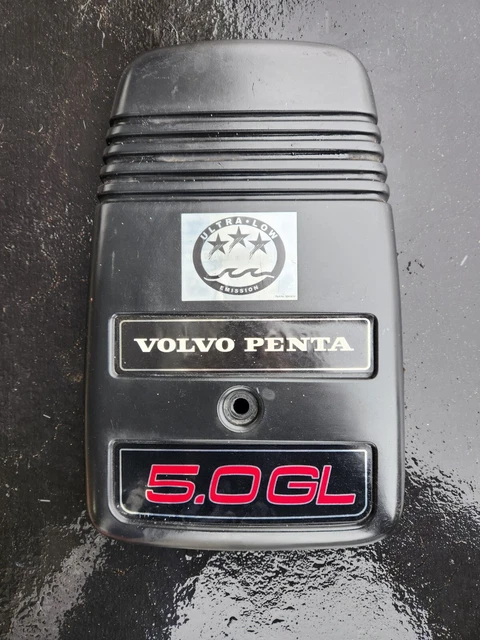 ULTRA • LOW
EMISSION
VOLVO PENTA
5.0GL